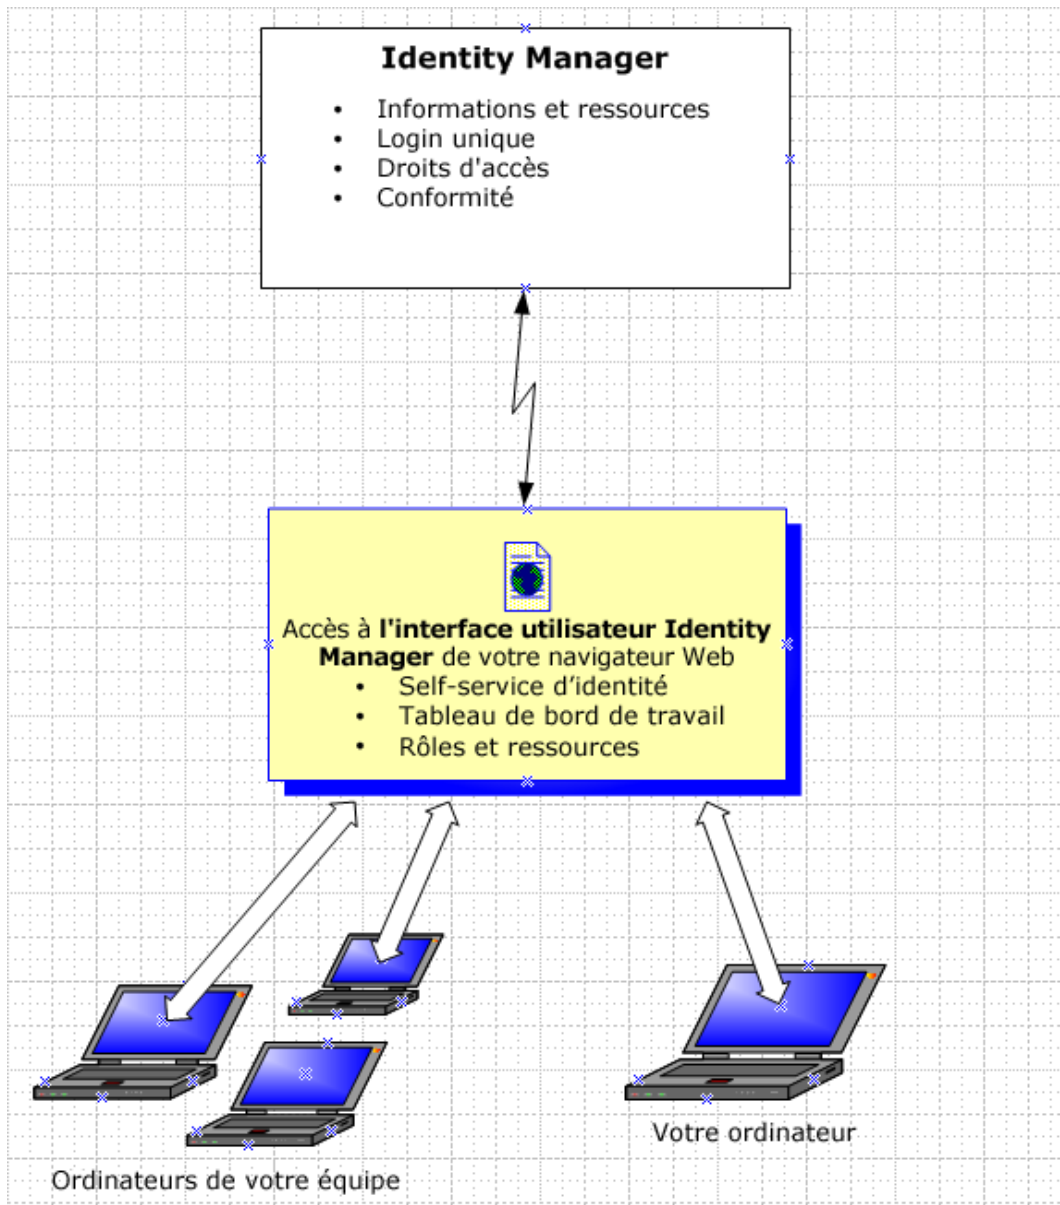 Identity Manager
• Informations et ressources
• Login unique
• Droits d'accès
• Conformité
Accès à l'interface utilisateur Identity
Manager de votre navigateur Web
• Self-service d’identité
• Tableau de bord de travail
• Rôles et ressources
Votre ordinateur
Ordinateurs de votre équipe